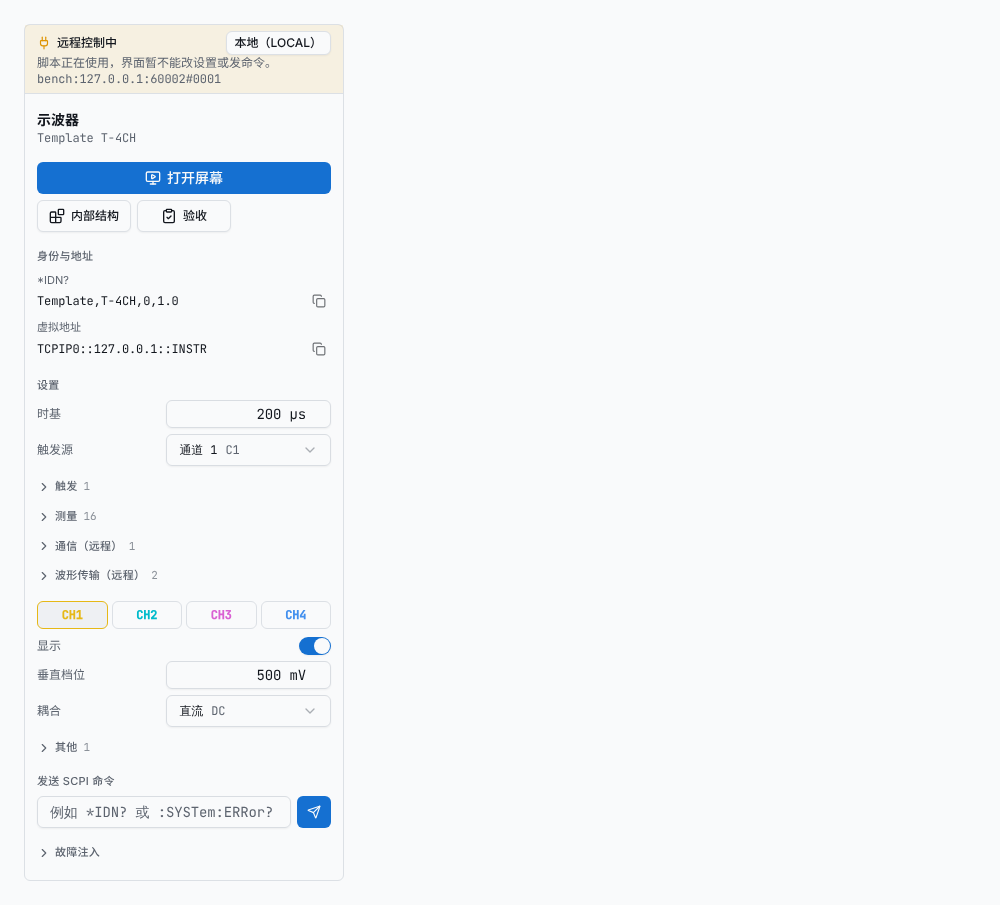 远程控制中
本地（LOCAL）
脚本正在使用，界面暂不能改设置或发命令。
bench:127.0.0.1:60002#0001
示波器
Template T-4CH
打开屏幕
内部结构
验收
身份与地址
*IDN?
Template,T-4CH,0,1.0
虚拟地址
TCPIP0::127.0.0.1::INSTR
设置
时基
200 µs
触发源
通道 1 C1
触发 1
测量 16
通信（远程） 1
波形传输（远程） 2
CH1
CH2
CH3
CH4
显示
垂直档位
500 mV
耦合
直流 DC
其他 1
发送 SCPI 命令
例如 *IDN? 或 :SYSTem:ERRor?
故障注入